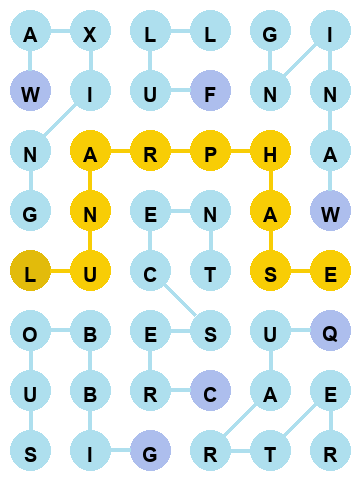 A X L L G I
W I U F N N
N A R P H A
G N E N A W
L U C T S E
O B E S U Q
U B R C A E
S I G R T R